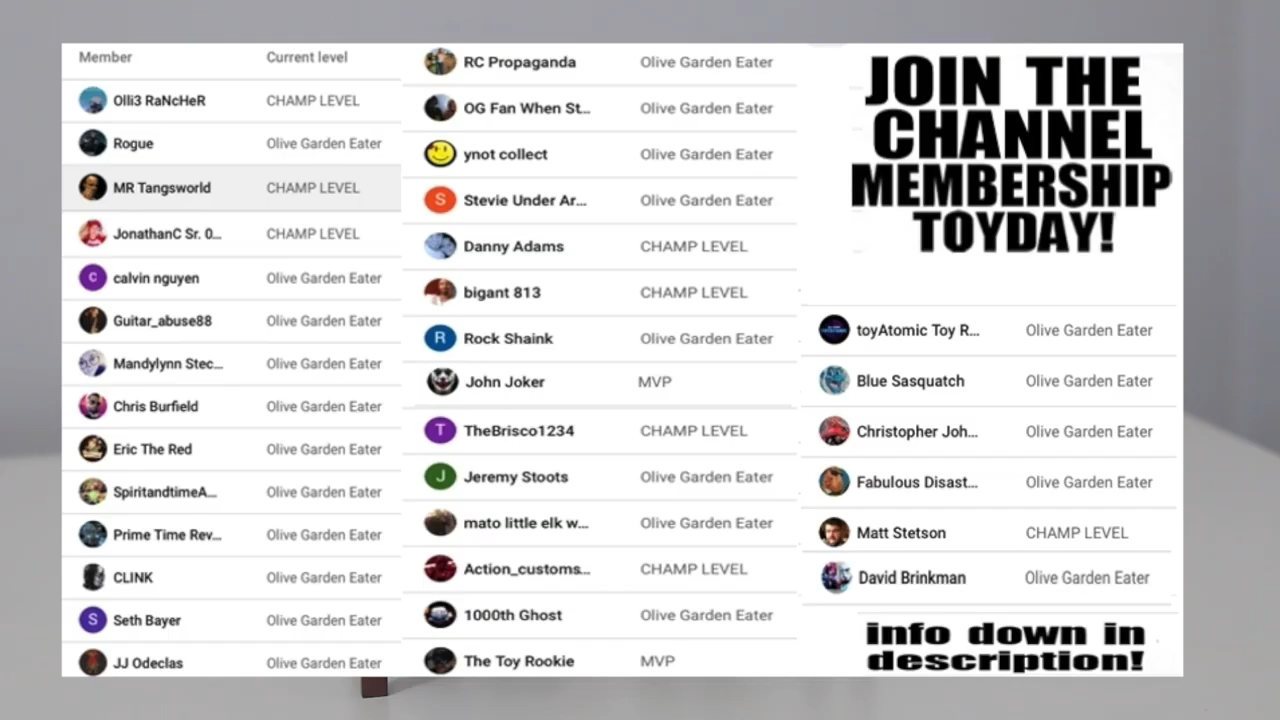 Member Current level
Olli3 RaNcHeR CHAMP LEVEL
Rogue Olive Garden Eater
MR Tangsworld CHAMP LEVEL
JonathanC Sr. 0... CHAMP LEVEL
C calvin nguyen Olive Garden Eater
Guitar_abuse88 Olive Garden Eater
Mandylynn Stec... Olive Garden Eater
Chris Burfield Olive Garden Eater
Eric The Red Olive Garden Eater
SpiritandtimeA... Olive Garden Eater
Prime Time Rev... Olive Garden Eater
CLINK Olive Garden Eater
S Seth Bayer Olive Garden Eater
JJ Odeclas Olive Garden Eater
RC Propaganda Olive Garden Eater
OG Fan When St... Olive Garden Eater
ynot collect Olive Garden Eater
S Stevie Under Ar... Olive Garden Eater
Danny Adams CHAMP LEVEL
bigant 813 CHAMP LEVEL
R Rock Shaink Olive Garden Eater
John Joker MVP
T TheBrisco1234 CHAMP LEVEL
J Jeremy Stoots Olive Garden Eater
mato little elk w... Olive Garden Eater
Action_customs... CHAMP LEVEL
1000th Ghost Olive Garden Eater
The Toy Rookie MVP
JOIN THE
CHANNEL
MEMBERSHIP
TOYDAY!
toyAtomic Toy R... Olive Garden Eater
Blue Sasquatch Olive Garden Eater
Christopher Joh... Olive Garden Eater
Fabulous Disast... Olive Garden Eater
Matt Stetson CHAMP LEVEL
David Brinkman Olive Garden Eater
info down in
description!